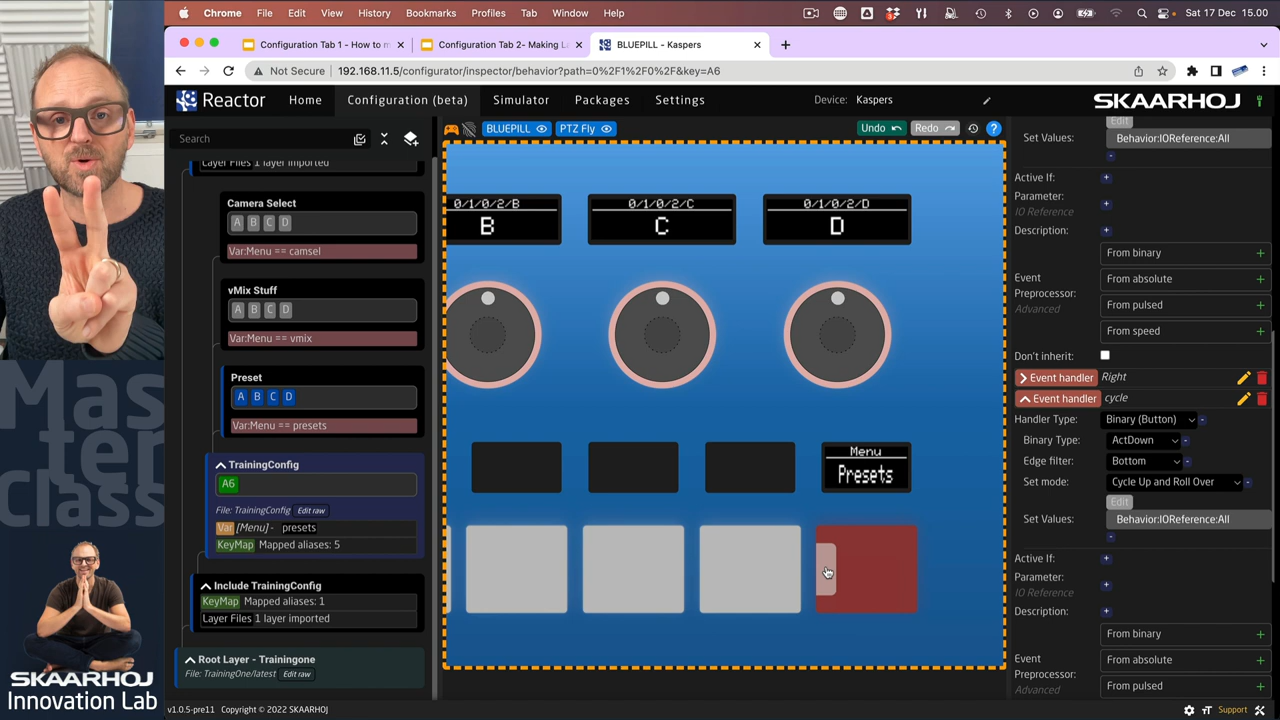 Chrome File Edit View History Bookmarks Profiles Tab Window Help Sat 17 Dec 15.00
Configuration Tab 1 - How to m
Configuration Tab 2- Making La
BLUEPILL - Kaspers
Not Secure 192.168.11.5/configurator/inspector/behavior?path=0%2F1%2F0%2F&key=A6
Reactor Home Configuration (beta) Simulator Packages Settings Device: Kaspers SKAARHOJ
Search
BLUEPILL PTZ Fly Undo Redo ?
Layer Files 1 layer imported
Camera Select
A B C D
Var:Menu == camsel
vMix Stuff
A B C D
Var:Menu == vmix
Preset
A B C D
Var:Menu == presets
TrainingConfig
A6
File: TrainingConfig Edit raw
Var [Menu] - presets
KeyMap Mapped aliases: 5
Include TrainingConfig
KeyMap Mapped aliases: 1
Layer Files 1 layer imported
Root Layer - Trainingone
File: TrainingOne/latest Edit raw
0/1/0/2/B
B
0/1/0/2/C
C
0/1/0/2/D
D
Menu
Presets
Edit
Set Values: Behavior:IOReference:All
Active If:
Parameter:
IO Reference
Description:
From binary
Event
Preprocessor:
Advanced
From absolute
From pulsed
From speed
Don't inherit:
Event handler Right
Event handler cycle
Handler Type: Binary (Button)
Binary Type: ActDown
Edge filter: Bottom
Set mode: Cycle Up and Roll Over
Edit
Set Values: Behavior:IOReference:All
Active If:
Parameter:
IO Reference
Description:
From binary
Event
Preprocessor:
Advanced
From absolute
From pulsed
Mas
ter
Class
SKAARHOJ
Innovation Lab
v1.0.5-pre11 Copyright © 2022 SKAARHOJ
Support